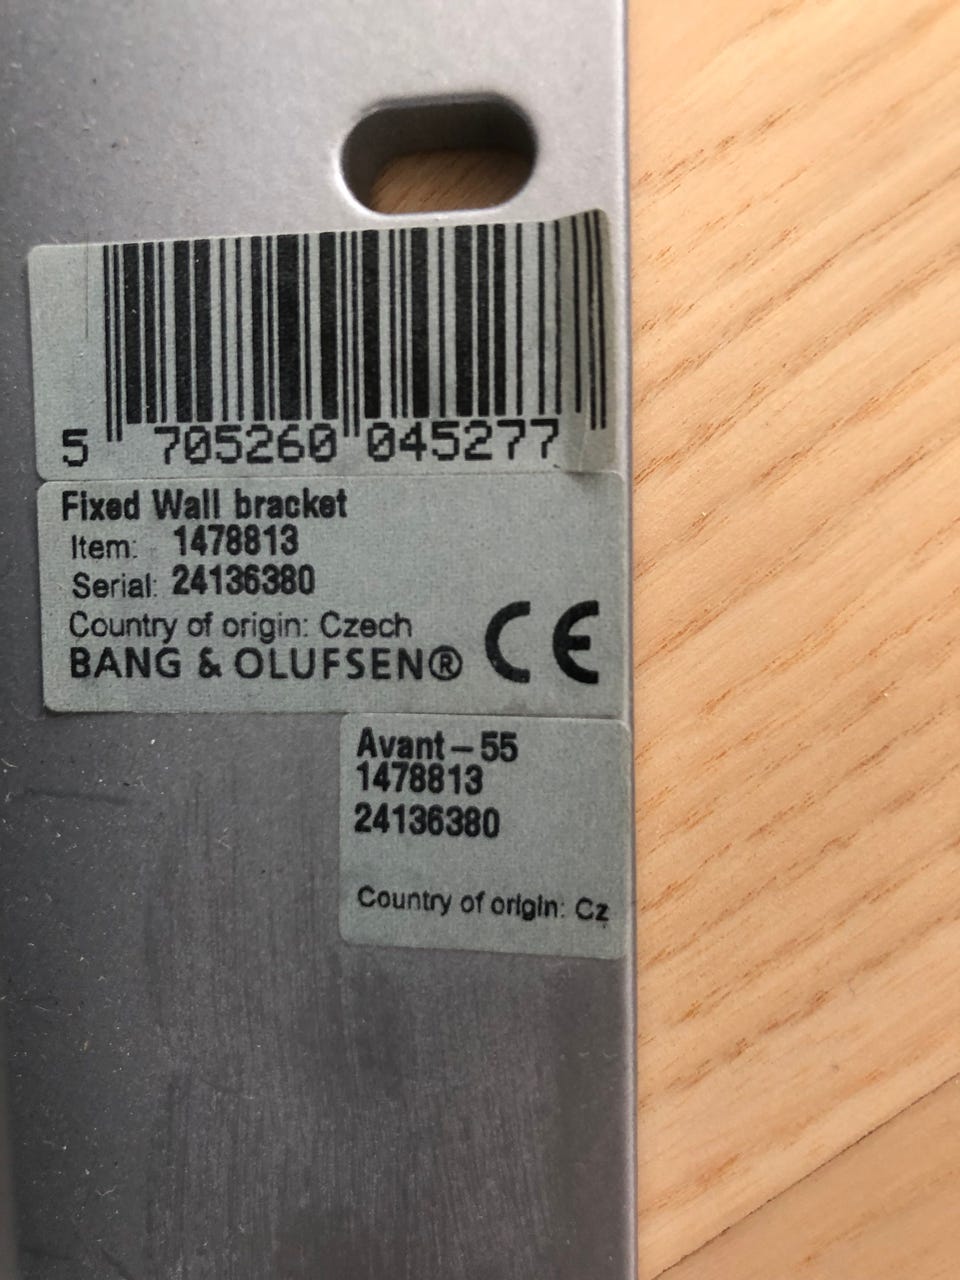 5 705260 045277
Fixed Wall bracket
Item: 1478813
Serial: 24136380
Country of origin: Czech
BANG & OLUFSEN® CE
Avant-55
1478813
24136380
Country of origin: Cz